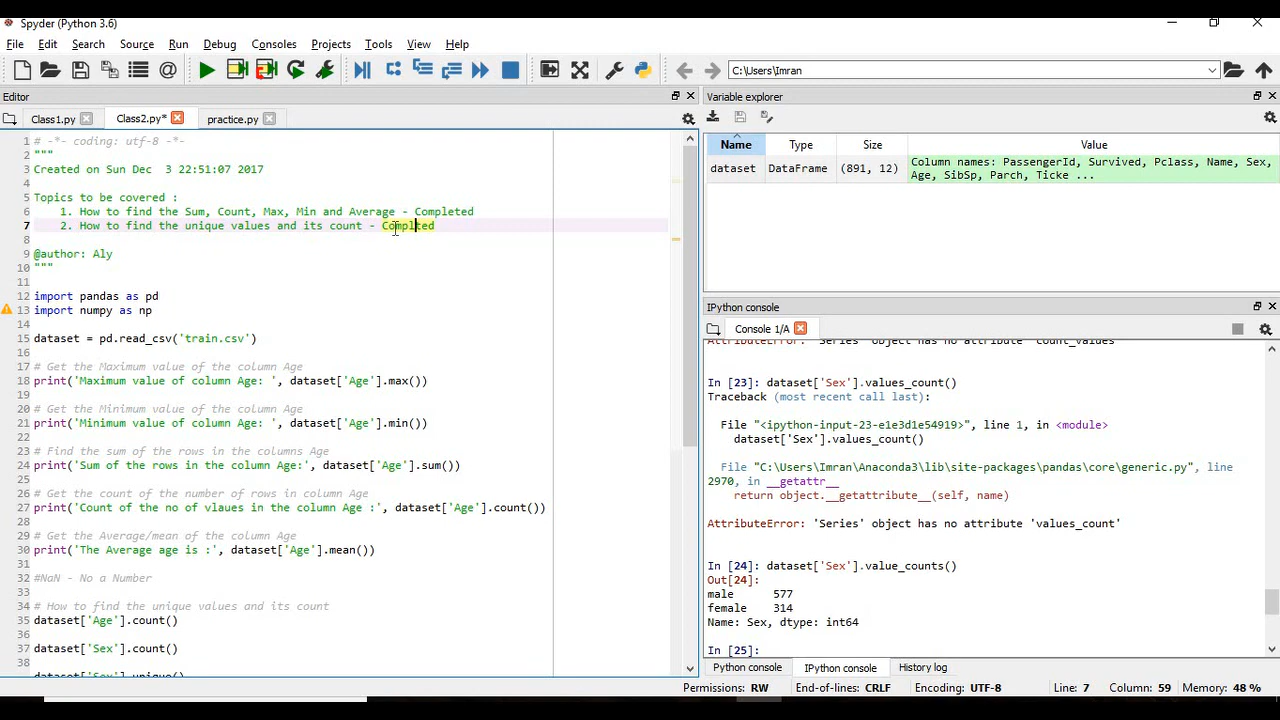 Spyder (Python 3.6)
File Edit Search Source Run Debug Consoles Projects Tools View Help
C:\Users\Imran
Editor
Class1.py Class2.py* practice.py
1 # -*- coding: utf-8 -*-
2 """
3 Created on Sun Dec  3 22:51:07 2017
4
5 Topics to be covered :
6     1. How to find the Sum, Count, Max, Min and Average - Completed
7     2. How to find the unique values and its count - Completed
8
9 @author: Aly
10 """
11
12 import pandas as pd
13 import numpy as np
14
15 dataset = pd.read_csv('train.csv')
16
17 # Get the Maximum value of the column Age
18 print('Maximum value of column Age: ', dataset['Age'].max())
19
20 # Get the Minimum value of the column Age
21 print('Minimum value of column Age: ', dataset['Age'].min())
22
23 # Find the sum of the rows in the columns Age
24 print('Sum of the rows in the column Age:', dataset['Age'].sum())
25
26 # Get the count of the number of rows in column Age
27 print('Count of the no of vlaues in the column Age :', dataset['Age'].count())
28
29 # Get the Average/mean of the column Age
30 print('The Average age is :', dataset['Age'].mean())
31
32 #NaN - No a Number
33
34 # How to find the unique values and its count
35 dataset['Age'].count()
36
37 dataset['Sex'].count()
38
dataset['Sex'].unique()
Variable explorer
Name Type Size Value
dataset DataFrame (891, 12) Column names: PassengerId, Survived, Pclass, Name, Sex,
Age, SibSp, Parch, Ticke ...
IPython console
Console 1/A
AttributeError: 'Series' object has no attribute 'count_values'
In [23]: dataset['Sex'].values_count()
Traceback (most recent call last):
File "<ipython-input-23-e1e3d1e54919>", line 1, in <module>
dataset['Sex'].values_count()
File "C:\Users\Imran\Anaconda3\lib\site-packages\pandas\core\generic.py", line
2970, in __getattr__
return object.__getattribute__(self, name)
AttributeError: 'Series' object has no attribute 'values_count'
In [24]: dataset['Sex'].value_counts()
Out[24]:
male      577
female    314
Name: Sex, dtype: int64
In [25]:
Python console IPython console History log
Permissions: RW End-of-lines: CRLF Encoding: UTF-8 Line: 7 Column: 59 Memory: 48 %